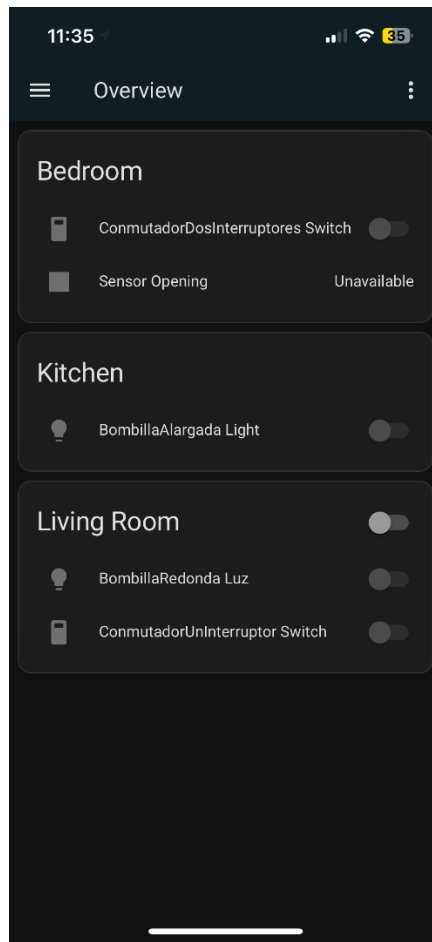 11:35
35
Overview
Bedroom
ConmutadorDosInterruptores Switch
Sensor Opening Unavailable
Kitchen
BombillaAlargada Light
Living Room
BombillaRedonda Luz
ConmutadorUnInterruptor Switch